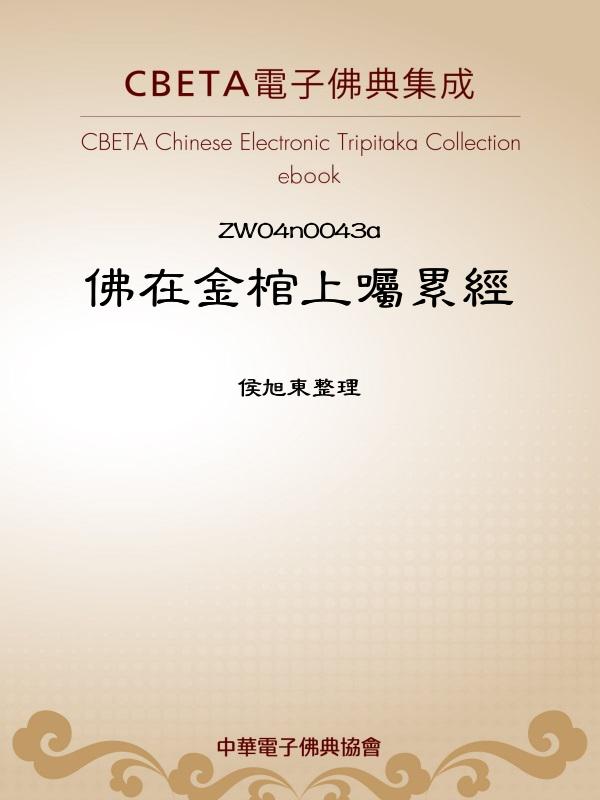 CBETA電子佛典集成
CBETA Chinese Electronic Tripitaka Collection
ebook
ZW04n0043a
佛在金棺上囑累經
侯旭東整理
中華電子佛典協會